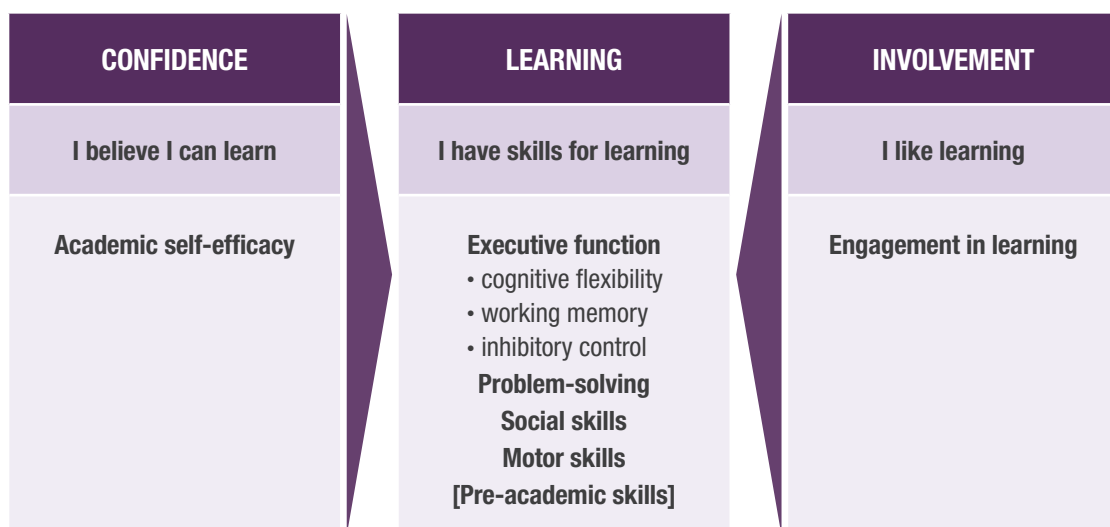 CONFIDENCE
I believe I can learn
Academic self-efficacy
LEARNING
I have skills for learning
Executive function
• cognitive flexibility
• working memory
• inhibitory control
Problem-solving
Social skills
Motor skills
[Pre-academic skills]
INVOLVEMENT
I like learning
Engagement in learning